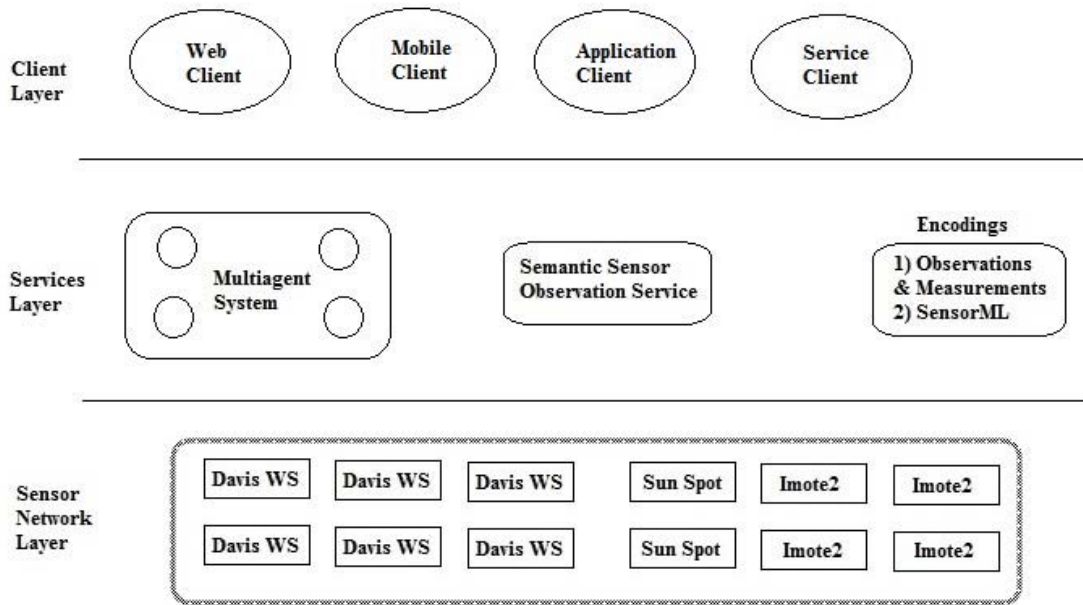 Client
Layer
Web
Client
Mobile
Client
Application
Client
Service
Client
Services
Layer
Multiagent
System
Semantic Sensor
Observation Service
Encodings
1) Observations
& Measurements
2) SensorML
Sensor
Network
Layer
Davis WS
Davis WS
Davis WS
Sun Spot
Imote2
Imote2
Davis WS
Davis WS
Davis WS
Sun Spot
Imote2
Imote2